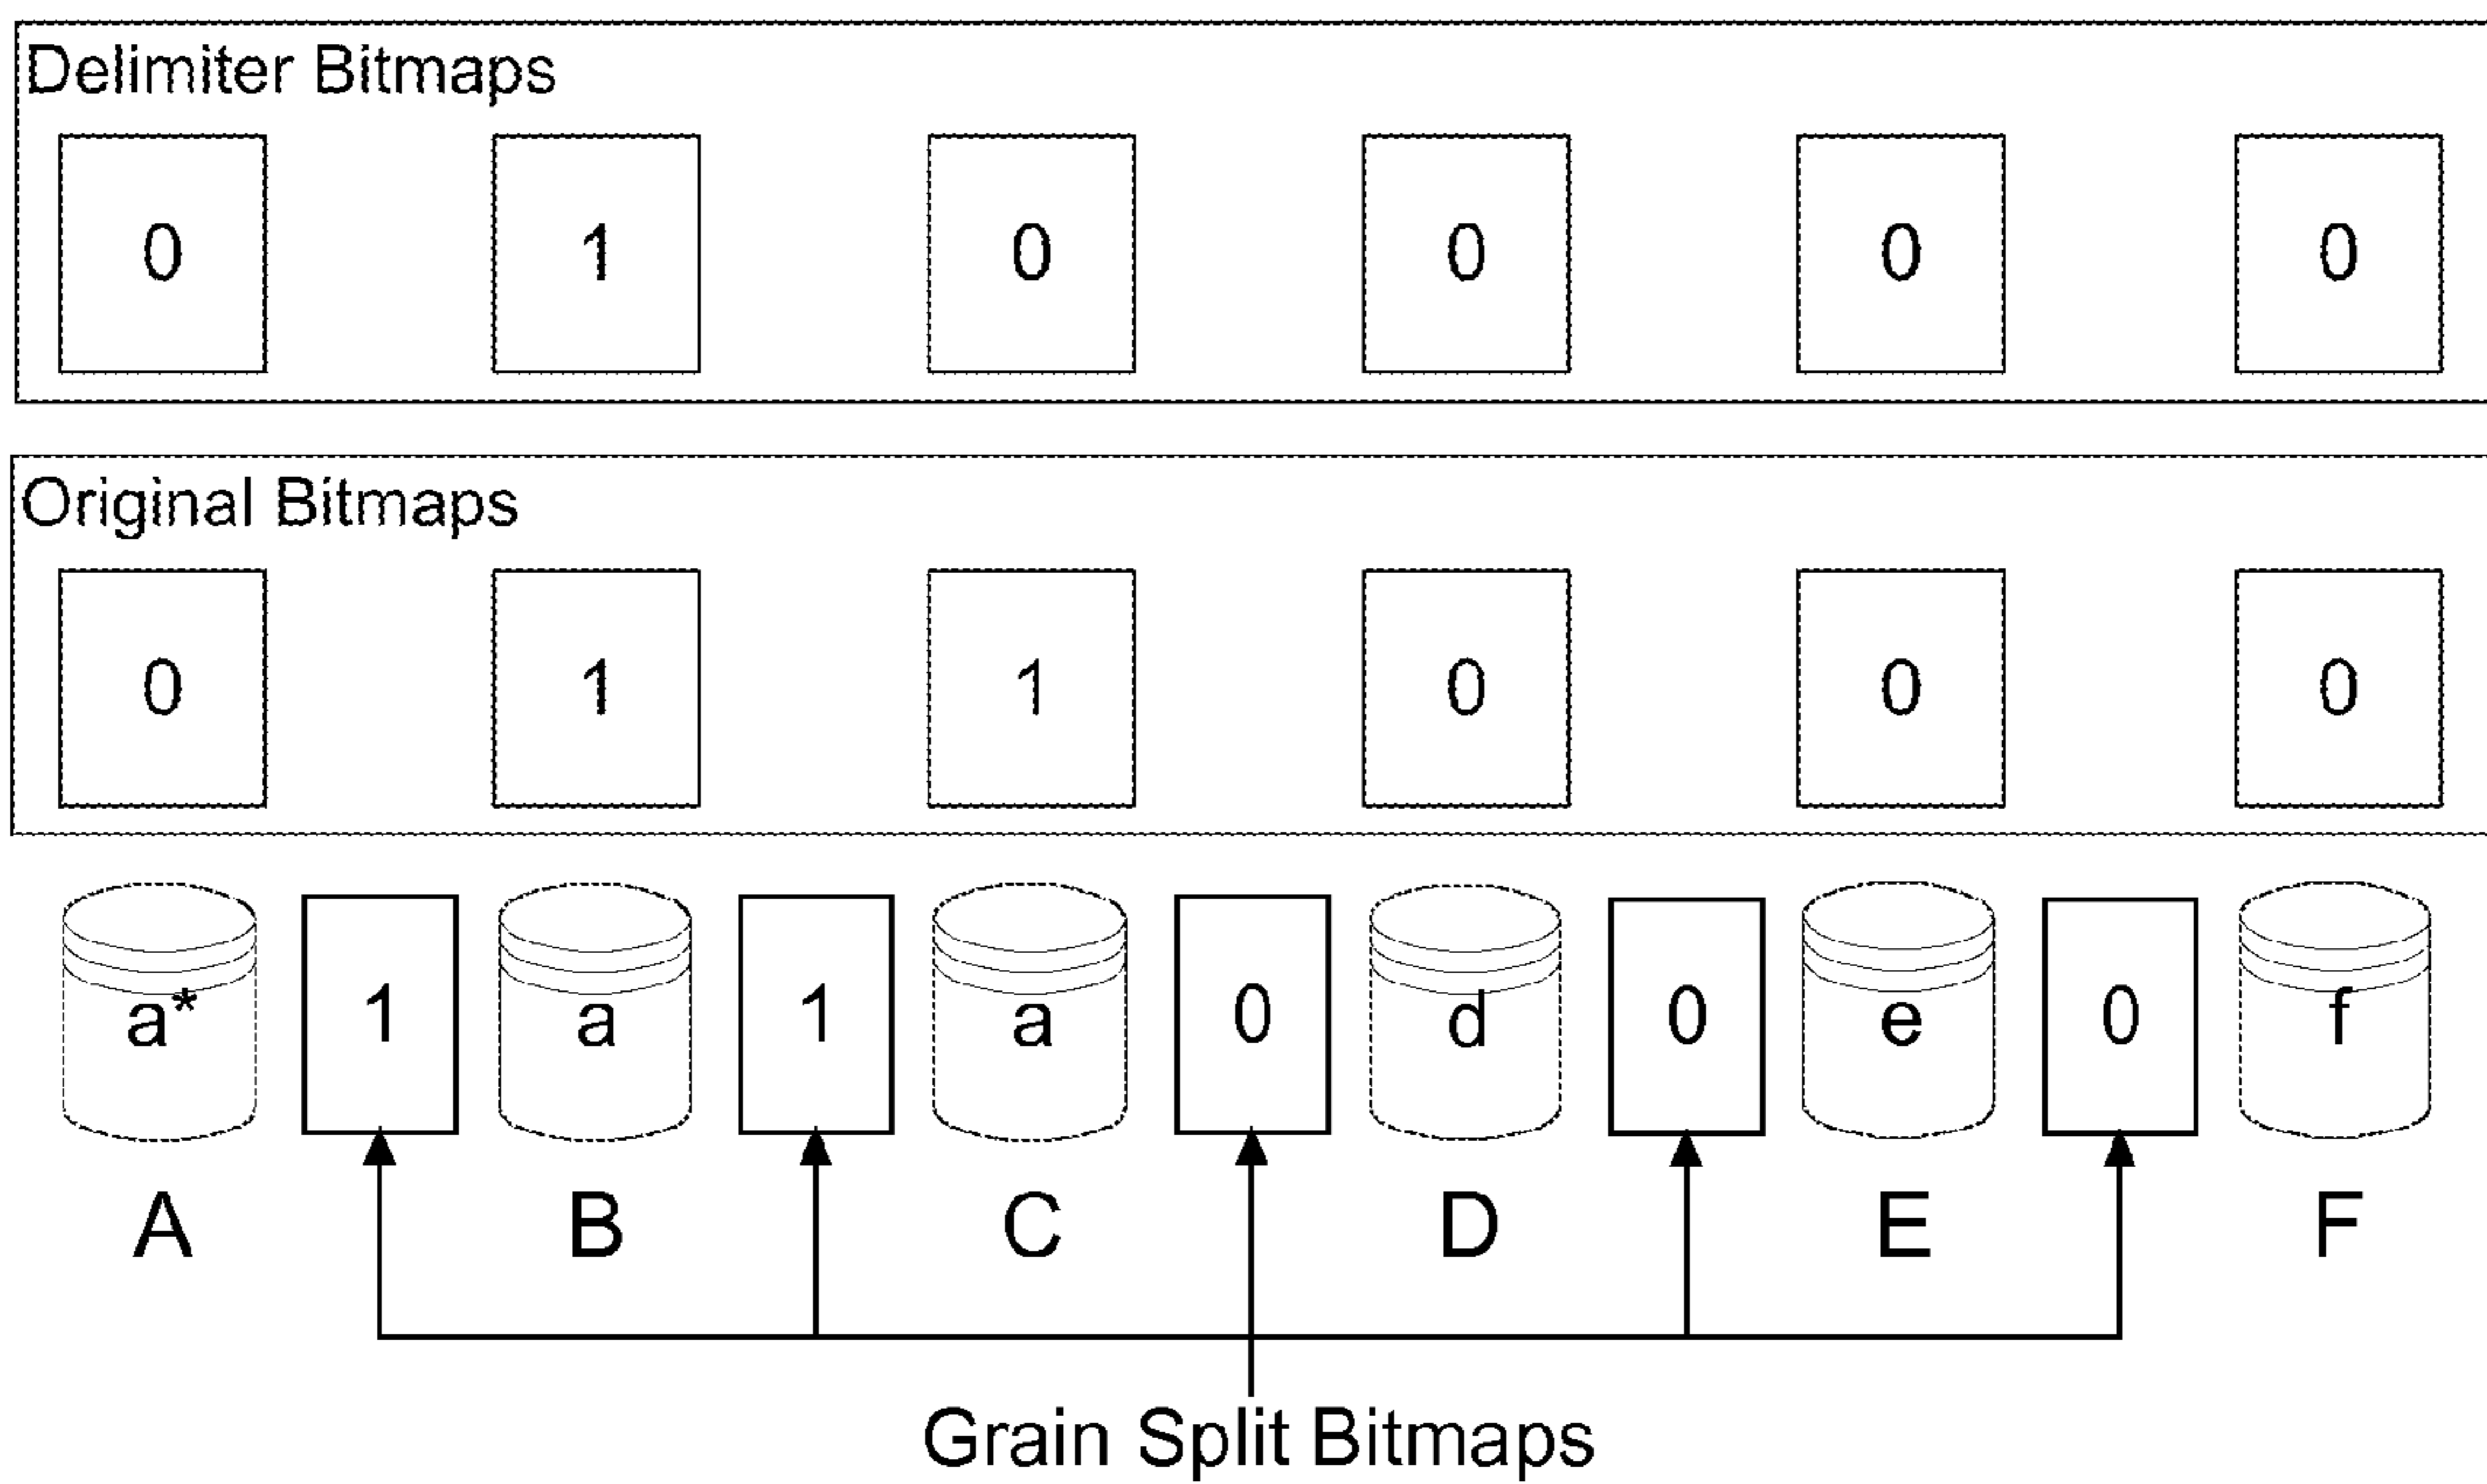 Delimiter Bitmaps
0 1 0 0 0 0
Original Bitmaps
0 1 1 0 0 0
a* 1 a 1 a 0 d 0 e 0 f
A B C D E F
Grain Split Bitmaps